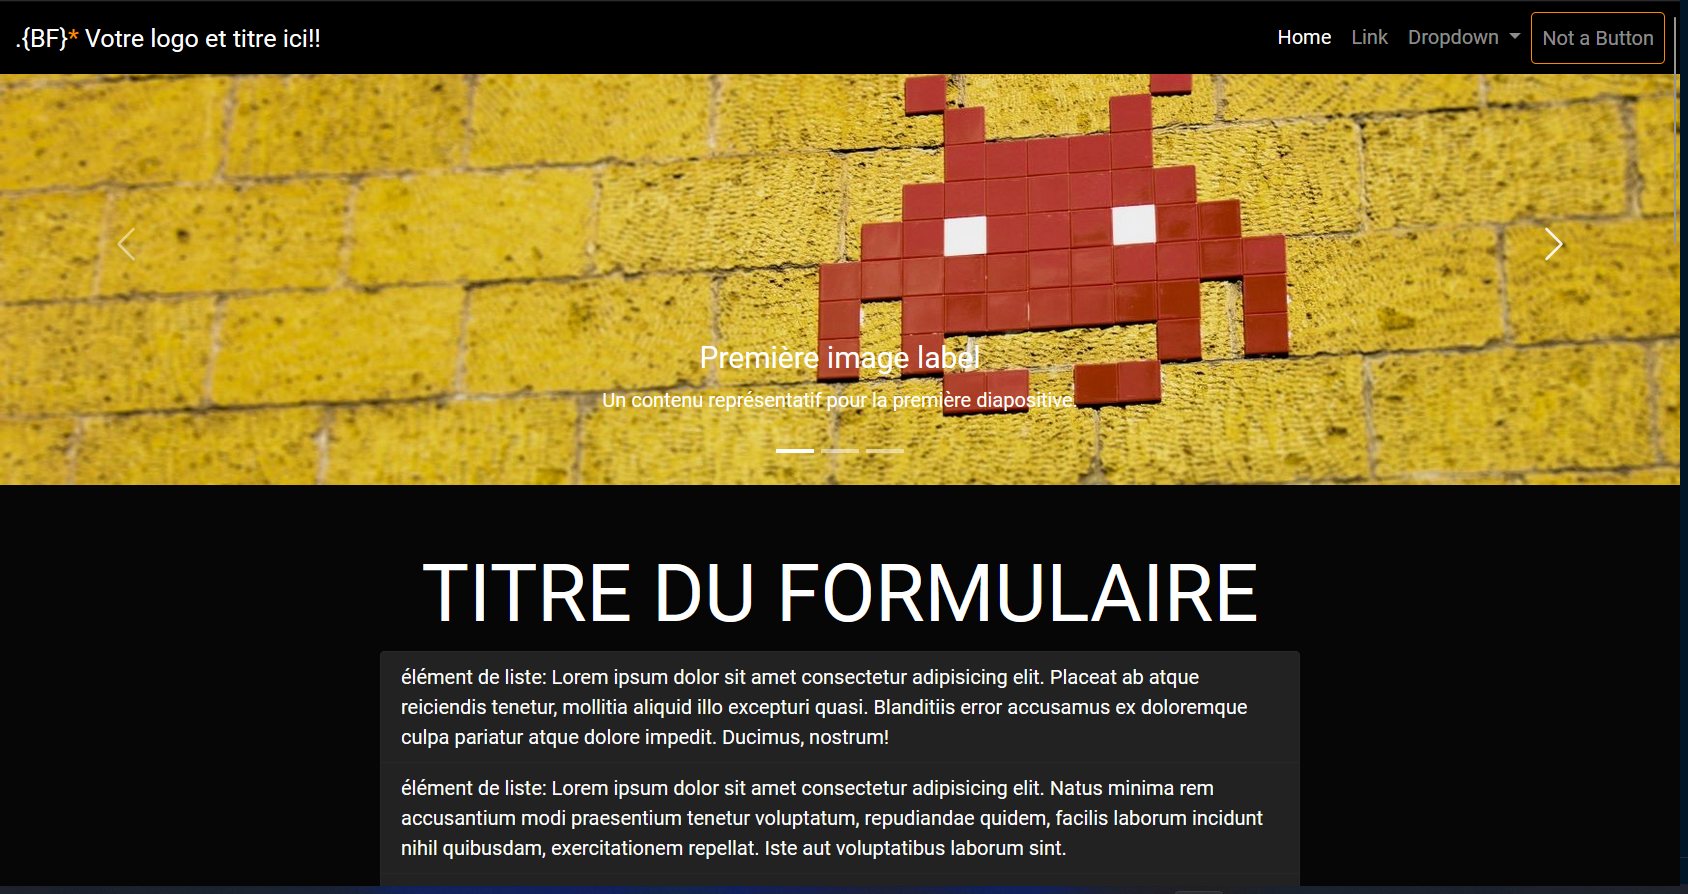 .{BF}* Votre logo et titre ici!!
Home Link Dropdown Not a Button
Première image label
Un contenu représentatif pour la première diapositive.
TITRE DU FORMULAIRE
élément de liste: Lorem ipsum dolor sit amet consectetur adipisicing elit. Placeat ab atque
reiciendis tenetur, mollitia aliquid illo excepturi quasi. Blanditiis error accusamus ex doloremque
culpa pariatur atque dolore impedit. Ducimus, nostrum!
élément de liste: Lorem ipsum dolor sit amet consectetur adipisicing elit. Natus minima rem
accusantium modi praesentium tenetur voluptatum, repudiandae quidem, facilis laborum incidunt
nihil quibusdam, exercitationem repellat. Iste aut voluptatibus laborum sint.